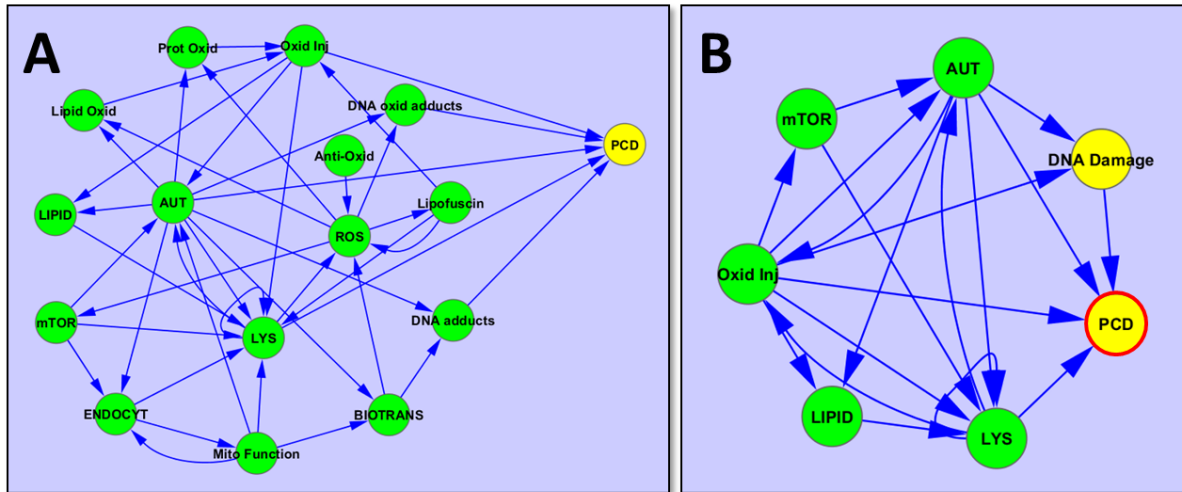 A
Prot Oxid
Oxid Inj
Lipid Oxid
DNA oxid adducts
Anti-Oxid
PCD
LIPID
AUT
Lipofuscin
ROS
mTOR
LYS
DNA adducts
ENDOCYT
BIOTRANS
Mito Function
B
AUT
mTOR
DNA Damage
Oxid Inj
PCD
LIPID
LYS